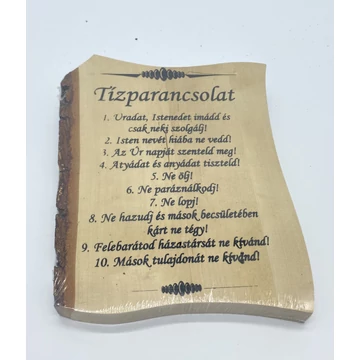 Tízparancsolat
1. Uradat, Istenedet imádd és
csak neki szolgálj!
2. Isten nevét hiába ne vedd!
3. Az Úr napját szenteld meg!
4. Atyádat és anyádat tiszteld!
5. Ne ölj!
6. Ne paráználkodj!
7. Ne lopj!
8. Ne hazudj és mások becsületében
kárt ne tégy!
9. Felebarátod házastársát ne kívánd!
10. Mások tulajdonát ne kívánd!